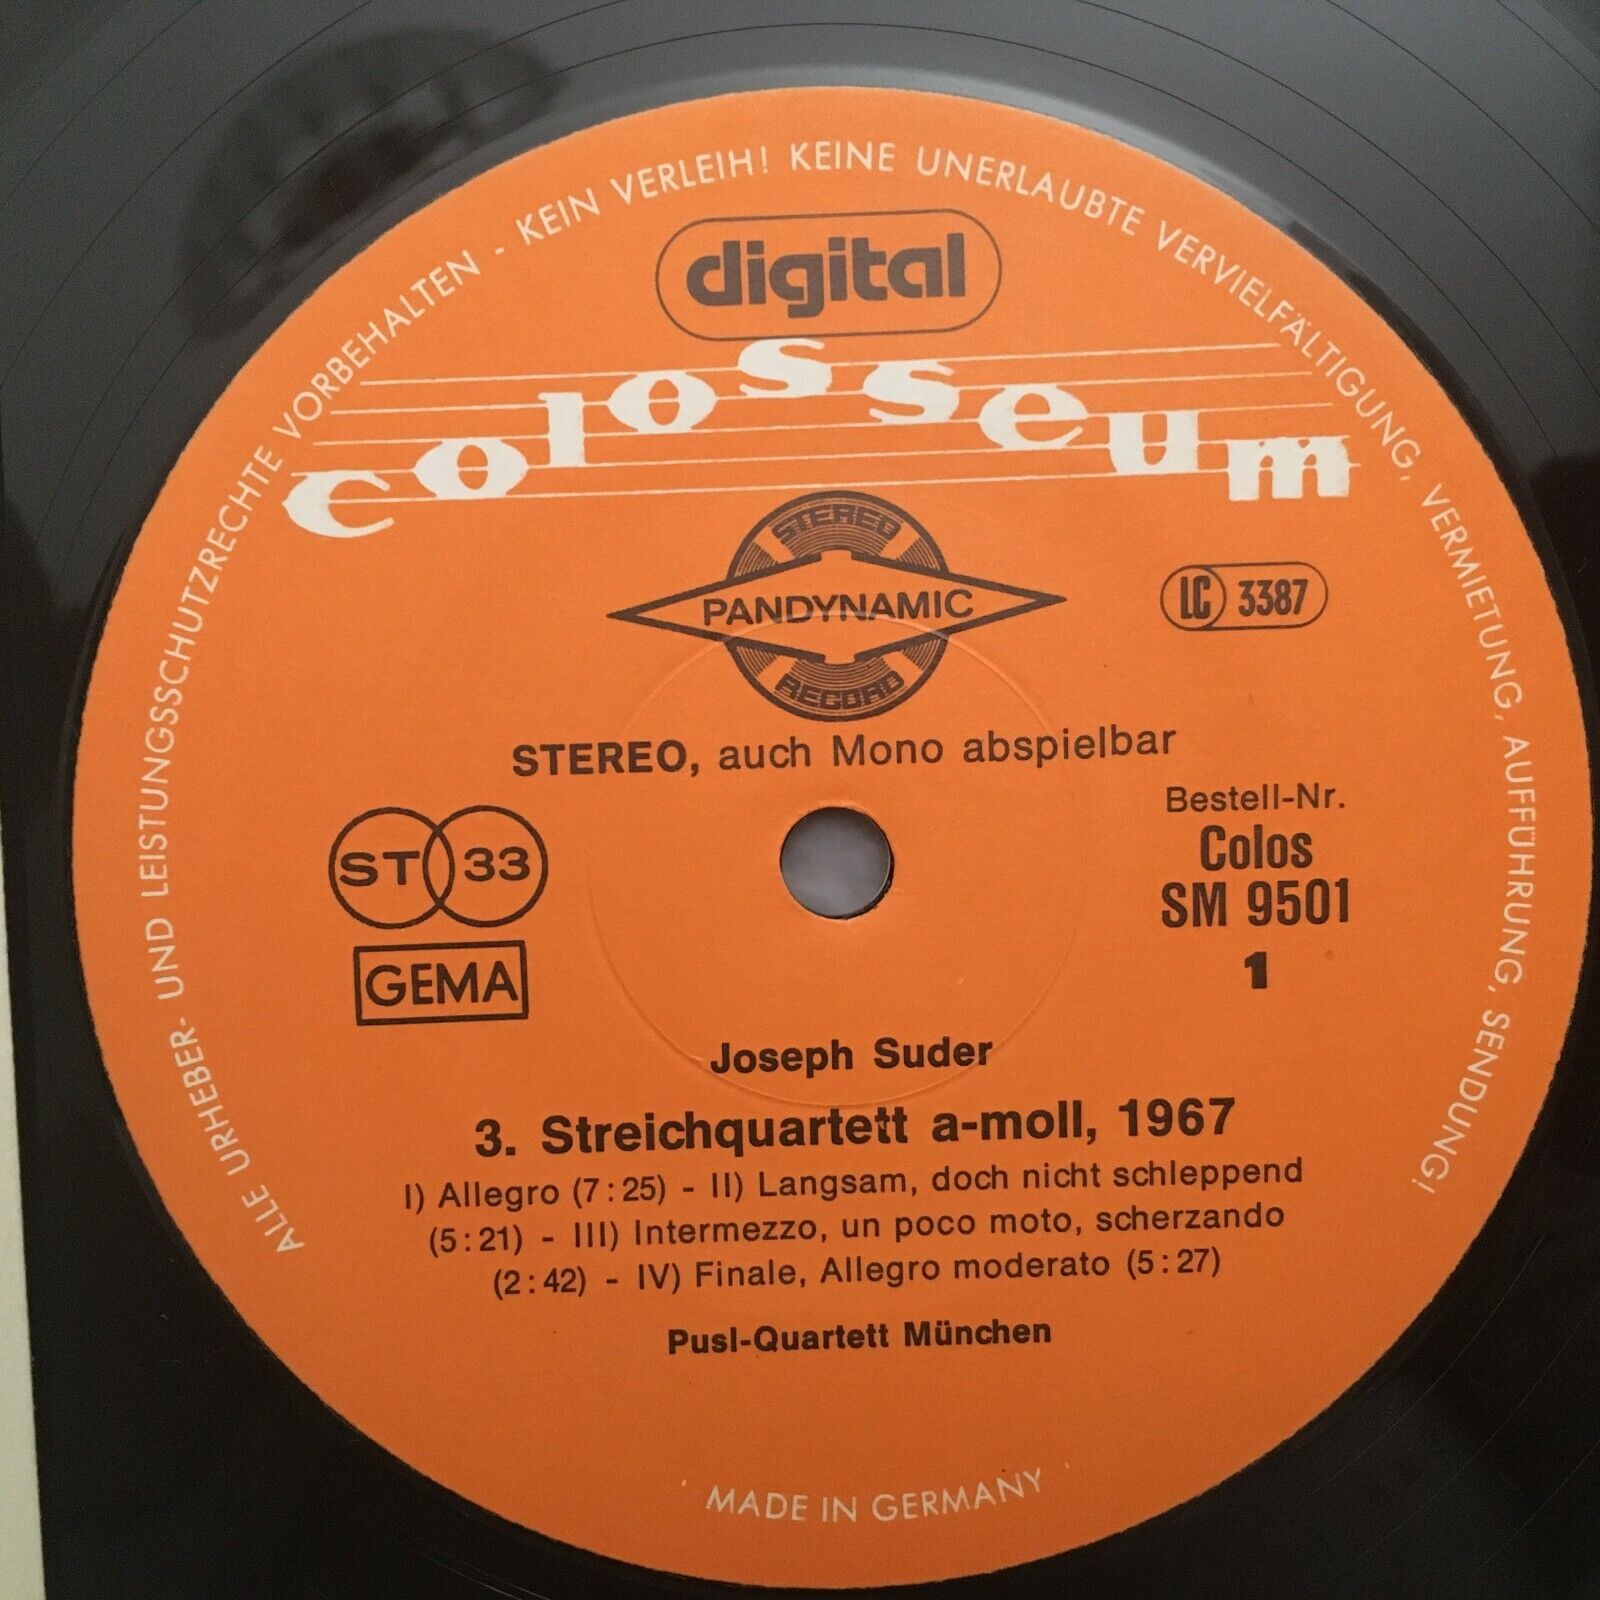 ALLE URHEBER- UND LEISTUNGSSCHUTZRECHTE VORBEHALTEN - KEIN VERLEIH! KEINE UNERLAUBTE VERVIELFÄLTIGUNG, VERMIETUNG, AUFFÜHRUNG, SENDUNG!
digital
colosseum
STEREO
PANDYNAMIC
RECORD
LC 3387
STEREO, auch Mono abspielbar
ST 33
GEMA
Bestell-Nr.
Colos
SM 9501
1
Joseph Suder
3. Streichquartett a-moll, 1967
I) Allegro (7:25) - II) Langsam, doch nicht schleppend
(5:21) - III) Intermezzo, un poco moto, scherzando
(2:42) - IV) Finale, Allegro moderato (5:27)
Pusl-Quartett München
MADE IN GERMANY